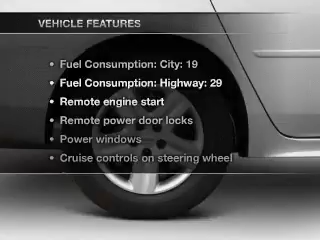 VEHICLE FEATURES
• Fuel Consumption: City: 19
• Fuel Consumption: Highway: 29
• Remote engine start
• Remote power door locks
• Power windows
• Cruise controls on steering wheel